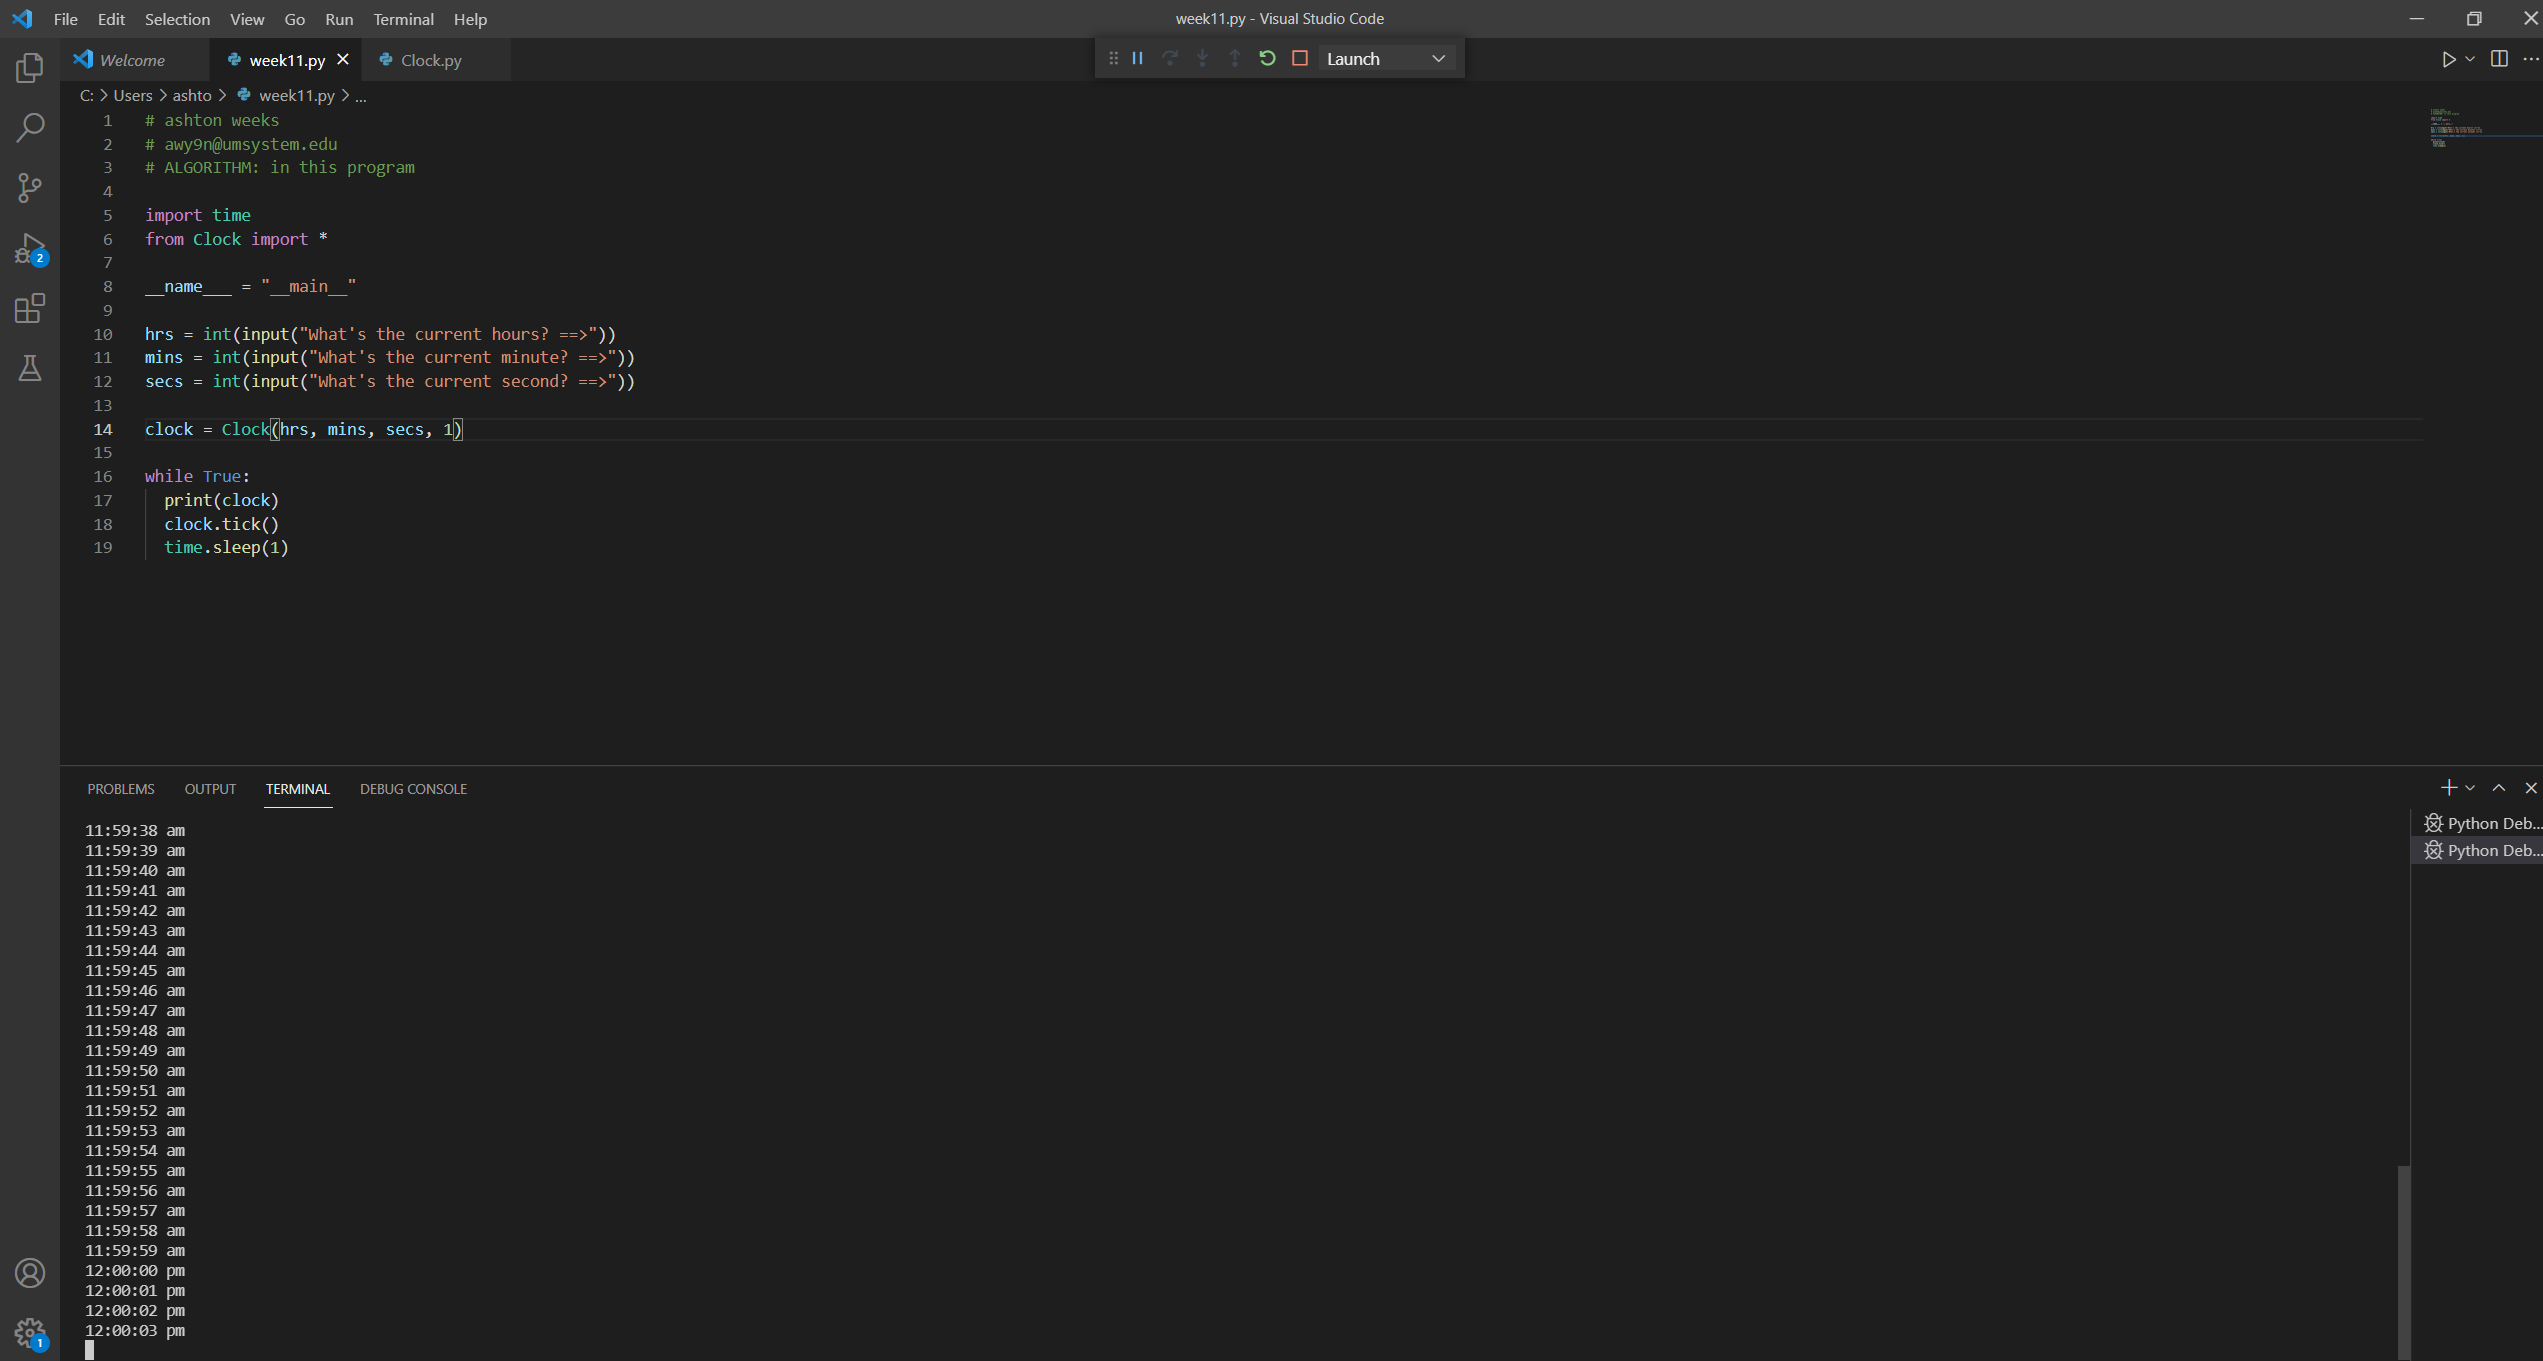 File Edit Selection View Go Run Terminal Help
week11.py - Visual Studio Code
Welcome
week11.py
Clock.py
Launch
C: > Users > ashto > week11.py > ...
1 # ashton weeks
2 # awy9n@umsystem.edu
3 # ALGORITHM: in this program
4
5 import time
6 from Clock import *
7
8 __name___ = "__main__"
9
10 hrs = int(input("What's the current hours? ==>"))
11 mins = int(input("What's the current minute? ==>"))
12 secs = int(input("What's the current second? ==>"))
13
14 clock = Clock(hrs, mins, secs, 1)
15
16 while True:
17 print(clock)
18 clock.tick()
19 time.sleep(1)
2
PROBLEMS OUTPUT TERMINAL DEBUG CONSOLE
Python Deb...
Python Deb...
11:59:38 am
11:59:39 am
11:59:40 am
11:59:41 am
11:59:42 am
11:59:43 am
11:59:44 am
11:59:45 am
11:59:46 am
11:59:47 am
11:59:48 am
11:59:49 am
11:59:50 am
11:59:51 am
11:59:52 am
11:59:53 am
11:59:54 am
11:59:55 am
11:59:56 am
11:59:57 am
11:59:58 am
11:59:59 am
12:00:00 pm
12:00:01 pm
12:00:02 pm
12:00:03 pm
1